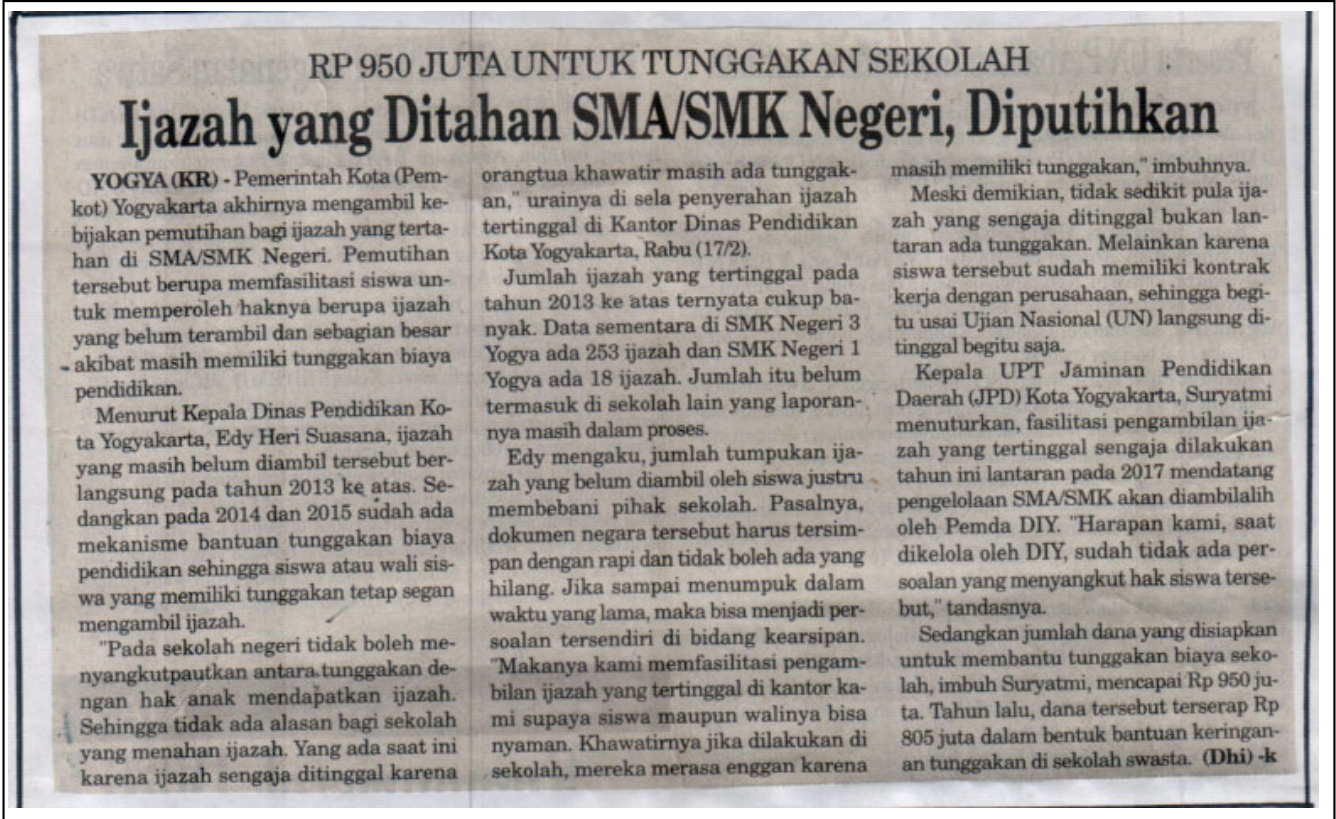 RP 950 JUTA UNTUK TUNGGAKAN SEKOLAH
Ijazah yang Ditahan SMA/SMK Negeri, Diputihkan
YOGYA (KR) - Pemerintah Kota (Pem-
kot) Yogyakarta akhirnya mengambil ke-
bijakan pemutihan bagi ijazah yang terta-
han di SMA/SMK Negeri. Pemutihan
tersebut berupa memfasilitasi siswa un-
tuk memperoleh haknya berupa ijazah
yang belum terambil dan sebagian besar
akibat masih memiliki tunggakan biaya
pendidikan.
Menurut Kepala Dinas Pendidikan Ko-
ta Yogyakarta, Edy Heri Suasana, ijazah
yang masih belum diambil tersebut ber-
langsung pada tahun 2013 ke atas. Se-
dangkan pada 2014 dan 2015 sudah ada
mekanisme bantuan tunggakan biaya
pendidikan sehingga siswa atau wali sis-
wa yang memiliki tunggakan tetap segan
mengambil ijazah.
"Pada sekolah negeri tidak boleh me-
nyangkutpautkan antara tunggakan de-
ngan hak anak mendapatkan ijazah.
Sehingga tidak ada alasan bagi sekolah
yang menahan ijazah. Yang ada saat ini
karena ijazah sengaja ditinggal karena
orangtua khawatir masih ada tunggak-
an," urainya di sela penyerahan ijazah
tertinggal di Kantor Dinas Pendidikan
Kota Yogyakarta, Rabu (17/2).
Jumlah ijazah yang tertinggal pada
tahun 2013 ke atas ternyata cukup ba-
nyak. Data sementara di SMK Negeri 3
Yogya ada 253 ijazah dan SMK Negeri 1
Yogya ada 18 ijazah. Jumlah itu belum
termasuk di sekolah lain yang laporan-
nya masih dalam proses.
Edy mengaku, jumlah tumpukan ija-
zah yang belum diambil oleh siswa justru
membebani pihak sekolah. Pasalnya,
dokumen negara tersebut harus tersim-
pan dengan rapi dan tidak boleh ada yang
hilang. Jika sampai menumpuk dalam
waktu yang lama, maka bisa menjadi per-
soalan tersendiri di bidang kearsipan.
"Makanya kami memfasilitasi pengam-
bilan ijazah yang tertinggal di kantor ka-
mi supaya siswa maupun walinya bisa
nyaman. Khawatirnya jika dilakukan di
sekolah, mereka merasa enggan karena
masih memiliki tunggakan," imbuhnya.
Meski demikian, tidak sedikit pula ija-
zah yang sengaja ditinggal bukan lan-
taran ada tunggakan. Melainkan karena
siswa tersebut sudah memiliki kontrak
kerja dengan perusahaan, sehingga begi-
tu usai Ujian Nasional (UN) langsung di-
tinggal begitu saja.
Kepala UPT Jaminan Pendidikan
Daerah (JPD) Kota Yogyakarta, Suryatmi
menuturkan, fasilitasi pengambilan ija-
zah yang tertinggal sengaja dilakukan
tahun ini lantaran pada 2017 mendatang
pengelolaan SMA/SMK akan diambilalih
oleh Pemda DIY. "Harapan kami, saat
dikelola oleh DIY, sudah tidak ada per-
soalan yang menyangkut hak siswa terse-
but," tandasnya.
Sedangkan jumlah dana yang disiapkan
untuk membantu tunggakan biaya seko-
lah, imbuh Suryatmi, mencapai Rp 950 ju-
ta. Tahun lalu, dana tersebut terserap Rp
805 juta dalam bentuk bantuan keringan-
an tunggakan di sekolah swasta. (Dhi) -k